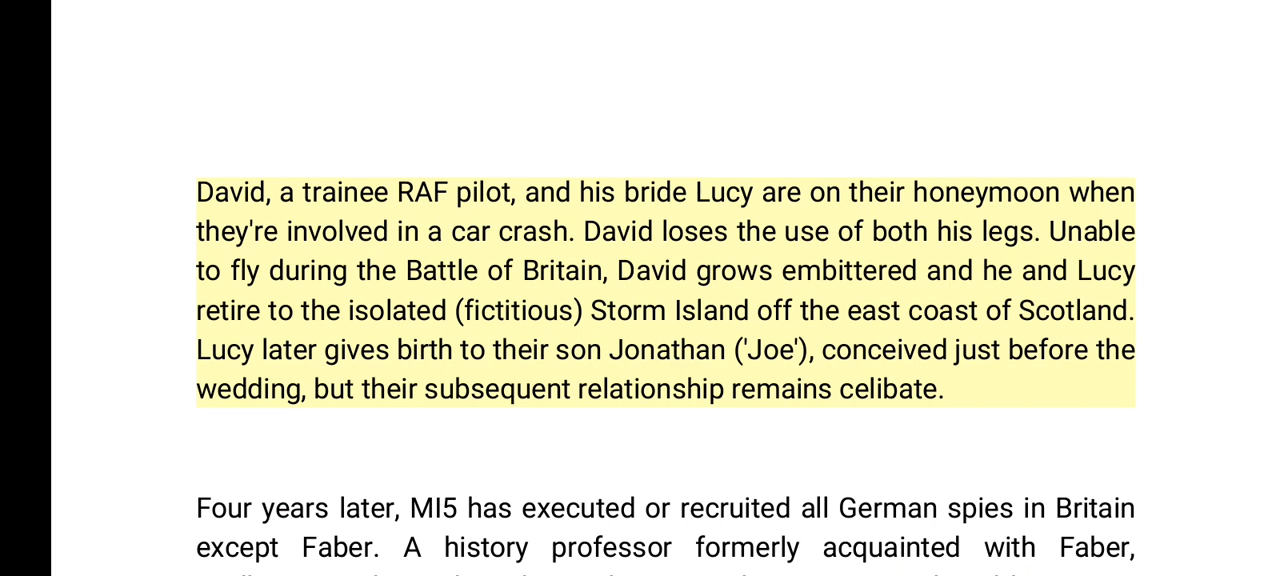 David, a trainee RAF pilot, and his bride Lucy are on their honeymoon when
they're involved in a car crash. David loses the use of both his legs. Unable
to fly during the Battle of Britain, David grows embittered and he and Lucy
retire to the isolated (fictitious) Storm Island off the east coast of Scotland.
Lucy later gives birth to their son Jonathan ('Joe'), conceived just before the
wedding, but their subsequent relationship remains celibate.
Four years later, MI5 has executed or recruited all German spies in Britain
except Faber. A history professor formerly acquainted with Faber,